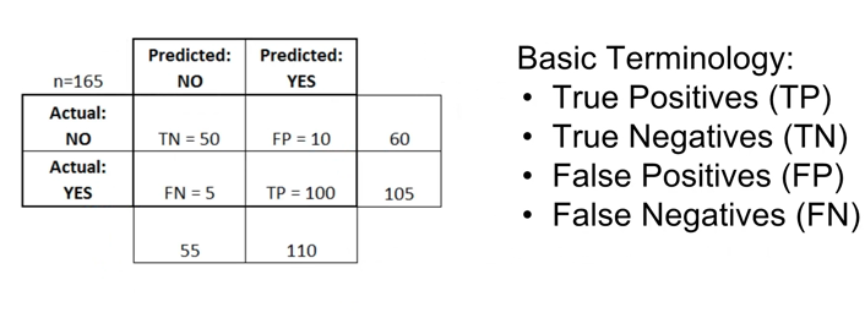 n=165
Predicted:
NO
Predicted:
YES
Actual:
NO
TN = 50
FP = 10
60
Actual:
YES
FN = 5
TP = 100
105
55
110
Basic Terminology:
• True Positives (TP)
• True Negatives (TN)
• False Positives (FP)
• False Negatives (FN)